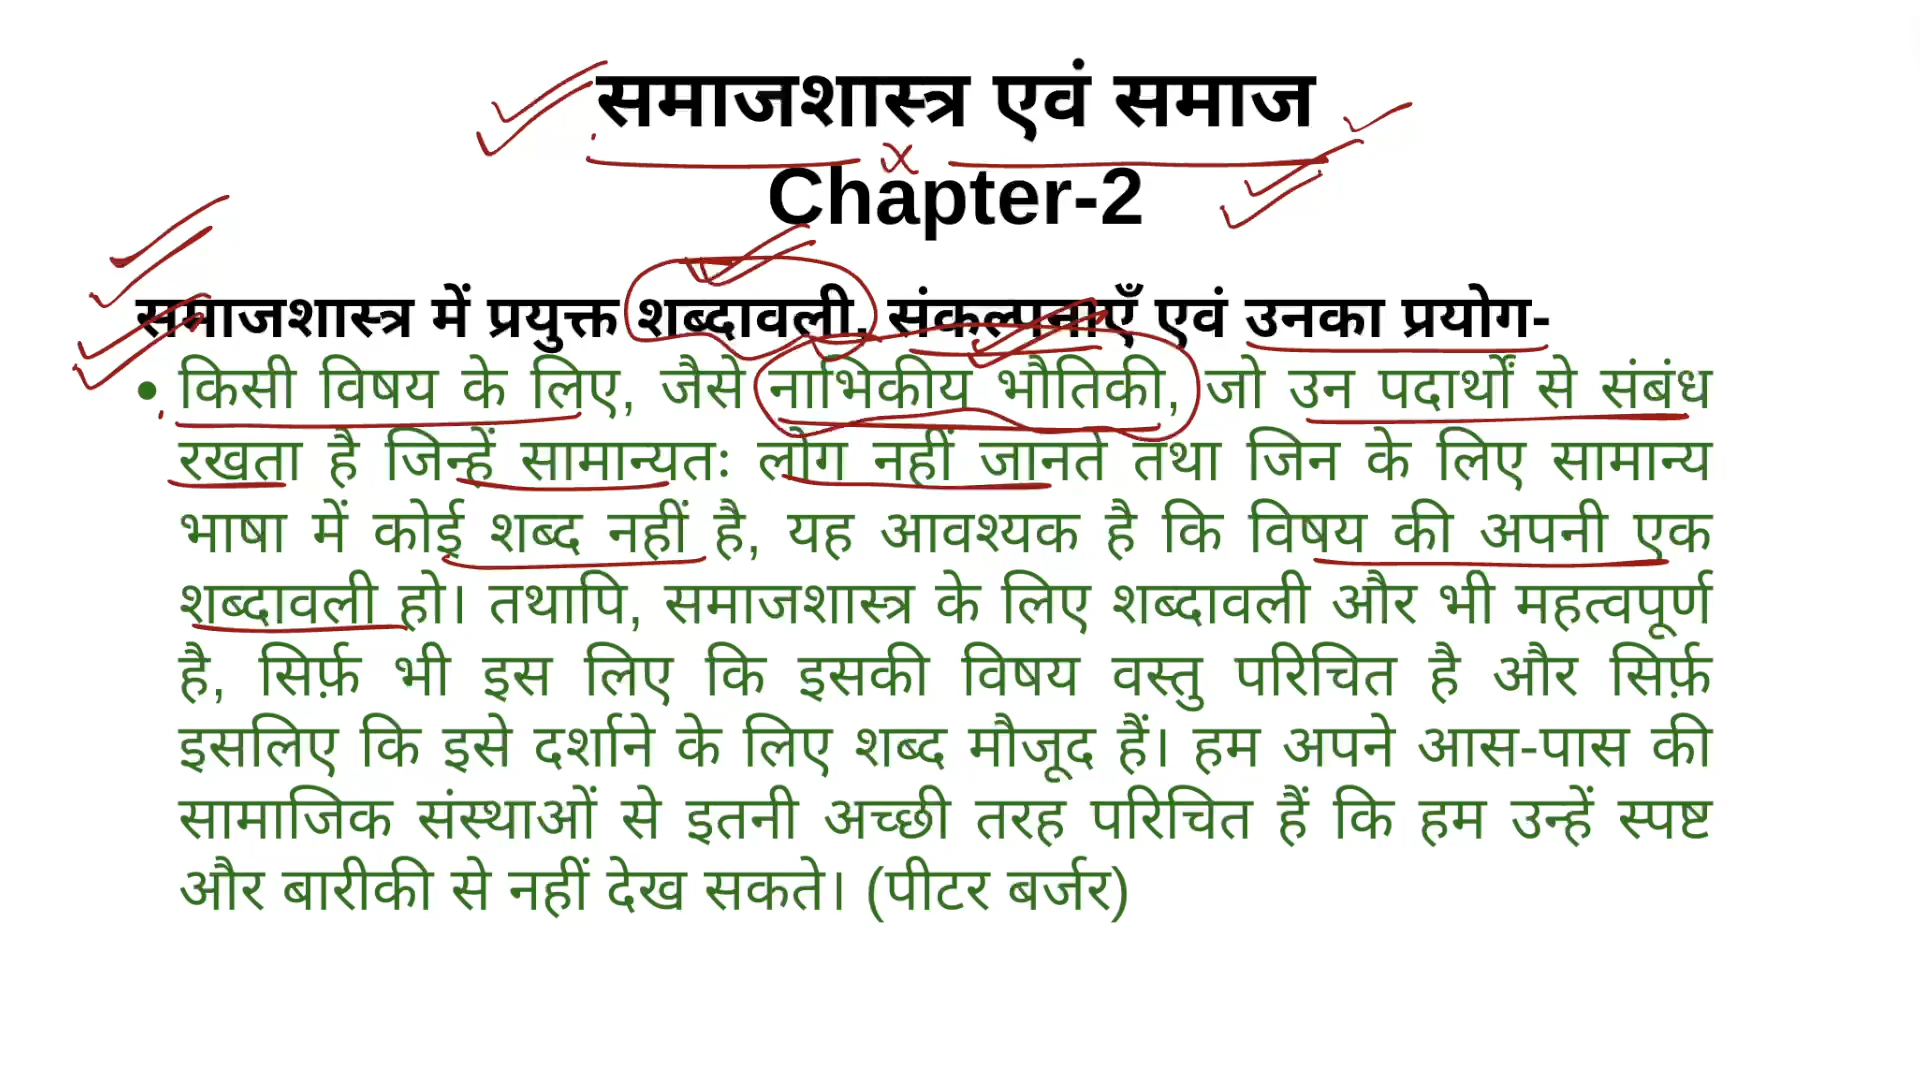 समाजशास्त्र एवं समाज
x
Chapter-2
समाजशास्त्र में प्रयुक्त शब्दावली, संकल्पनाएँ एवं उनका प्रयोग-
• किसी विषय के लिए, जैसे नाभिकीय भौतिकी, जो उन पदार्थों से संबंध
रखता है जिन्हें सामान्यतः लोग नहीं जानते तथा जिन के लिए सामान्य
भाषा में कोई शब्द नहीं है, यह आवश्यक है कि विषय की अपनी एक
शब्दावली हो। तथापि, समाजशास्त्र के लिए शब्दावली और भी महत्वपूर्ण
है, सिर्फ़ भी इस लिए कि इसकी विषय वस्तु परिचित है और सिर्फ़
इसलिए कि इसे दर्शाने के लिए शब्द मौजूद हैं। हम अपने आस-पास की
सामाजिक संस्थाओं से इतनी अच्छी तरह परिचित हैं कि हम उन्हें स्पष्ट
और बारीकी से नहीं देख सकते। (पीटर बर्जर)